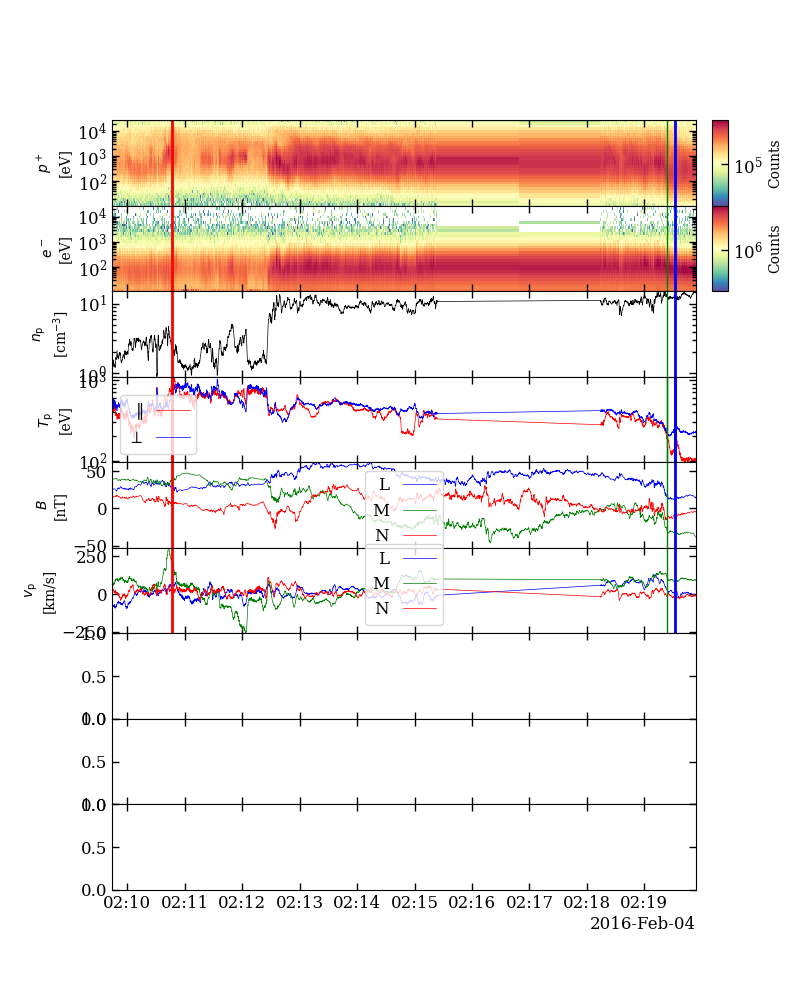 10⁴
10³
10²
p⁺
[eV]
10⁵
Counts
10⁴
10³
10²
e⁻
[eV]
10⁶
Counts
10¹
10⁰
nₚ
[cm⁻³]
10³
10²
Tₚ
[eV]
∥
⊥
50
0
−50
B
[nT]
L
M
N
250
0
−250
vₚ
[km/s]
L
M
N
1.0
0.5
0.0
1.0
0.5
0.0
1.0
0.5
0.0
02:10 02:11 02:12 02:13 02:14 02:15 02:16 02:17 02:18 02:19
2016-Feb-04